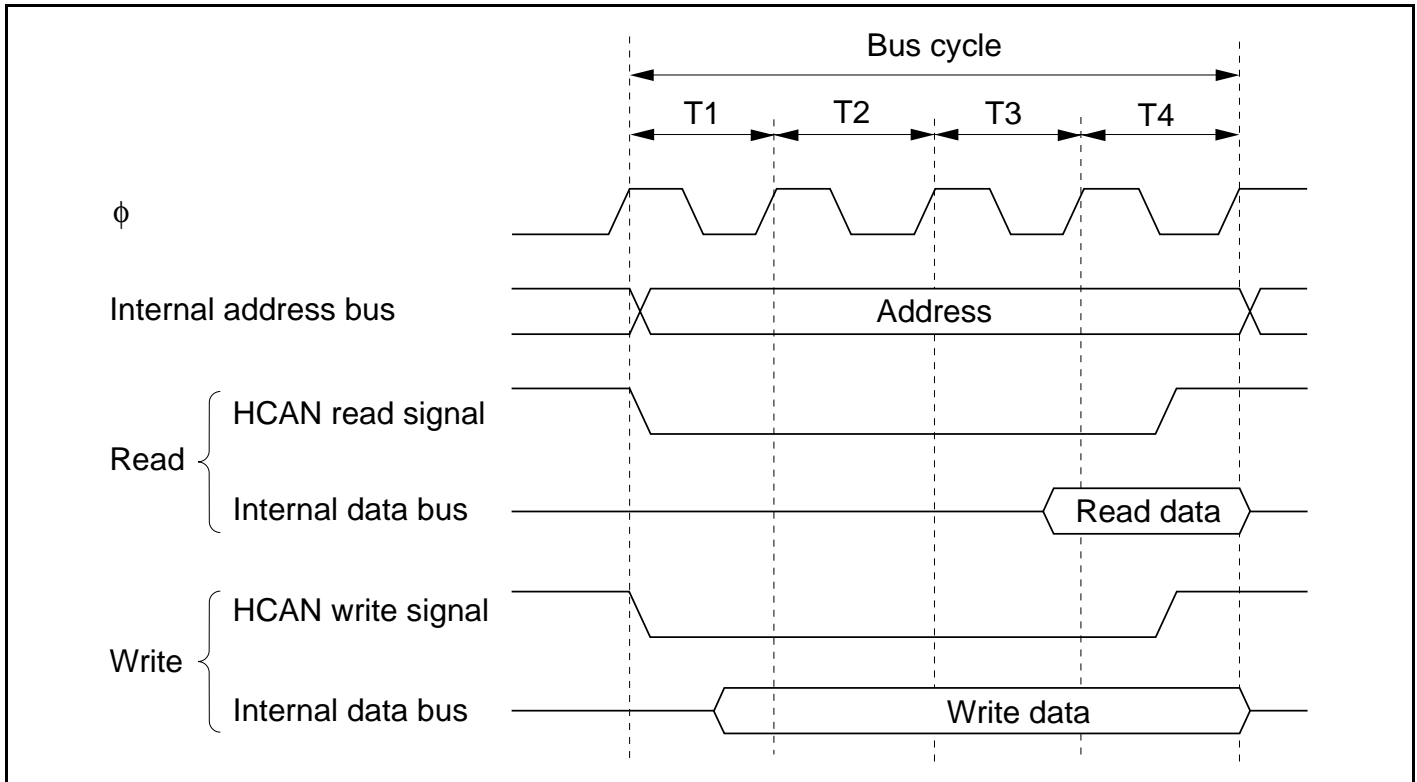 Bus cycle
T1 T2 T3 T4
ϕ
Internal address bus Address
Read
HCAN read signal
Internal data bus Read data
Write
HCAN write signal
Internal data bus Write data